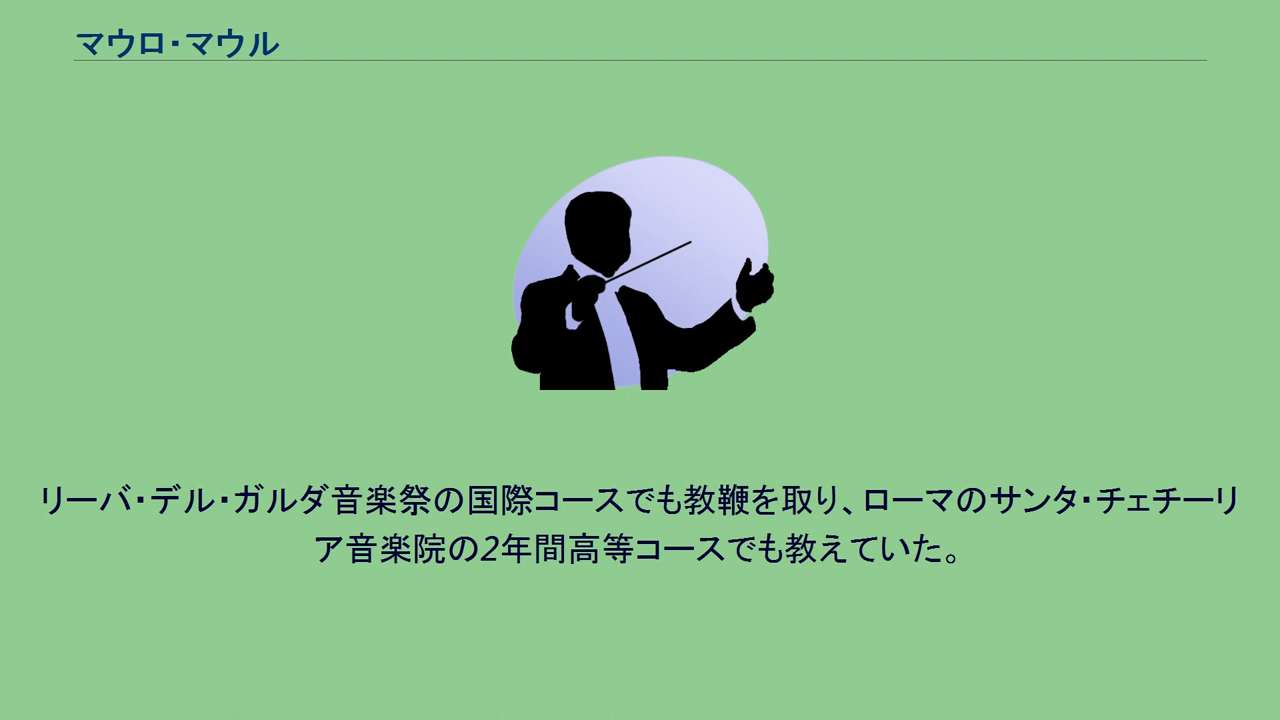 マウロ・マウル
リーバ・デル・ガルダ音楽祭の国際コースでも教鞭を取り、ローマのサンタ・チェチーリ
ア音楽院の2年間高等コースでも教えていた。